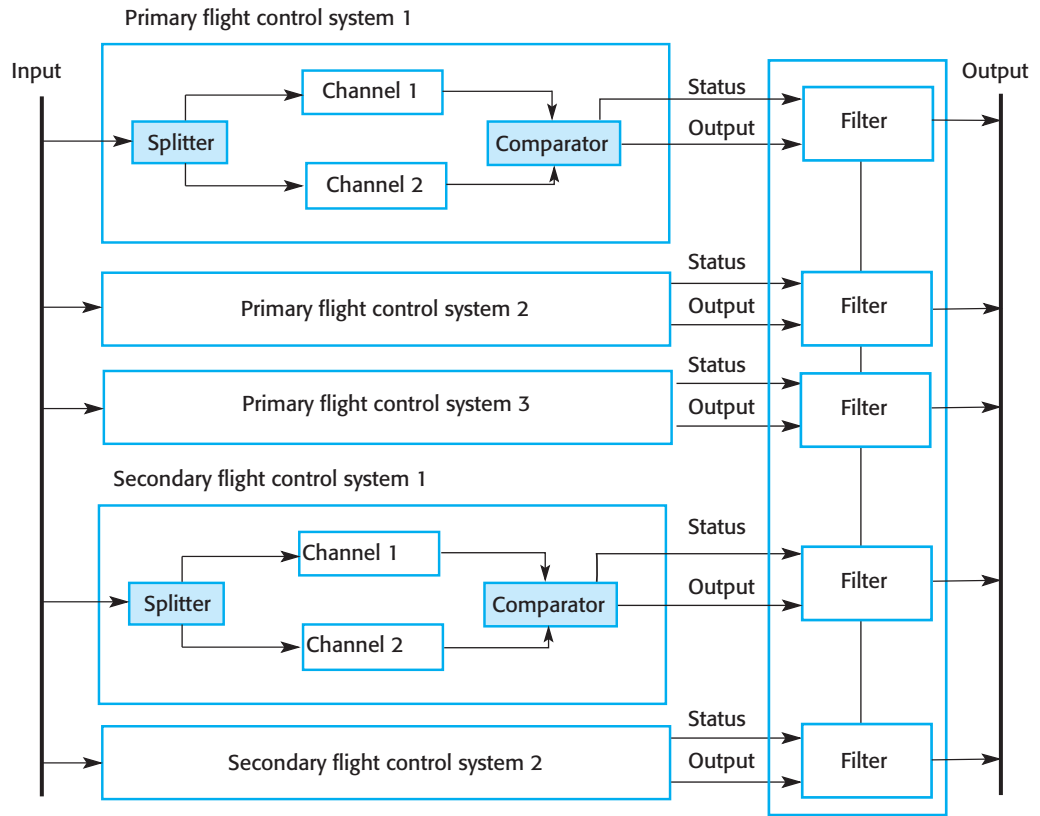 Primary flight control system 1
Input
Output
Channel 1
Status
Filter
Splitter
Comparator
Output
Channel 2
Status
Primary flight control system 2
Output
Filter
Status
Primary flight control system 3
Output
Filter
Secondary flight control system 1
Status
Channel 1
Filter
Splitter
Comparator
Output
Channel 2
Status
Secondary flight control system 2
Output
Filter